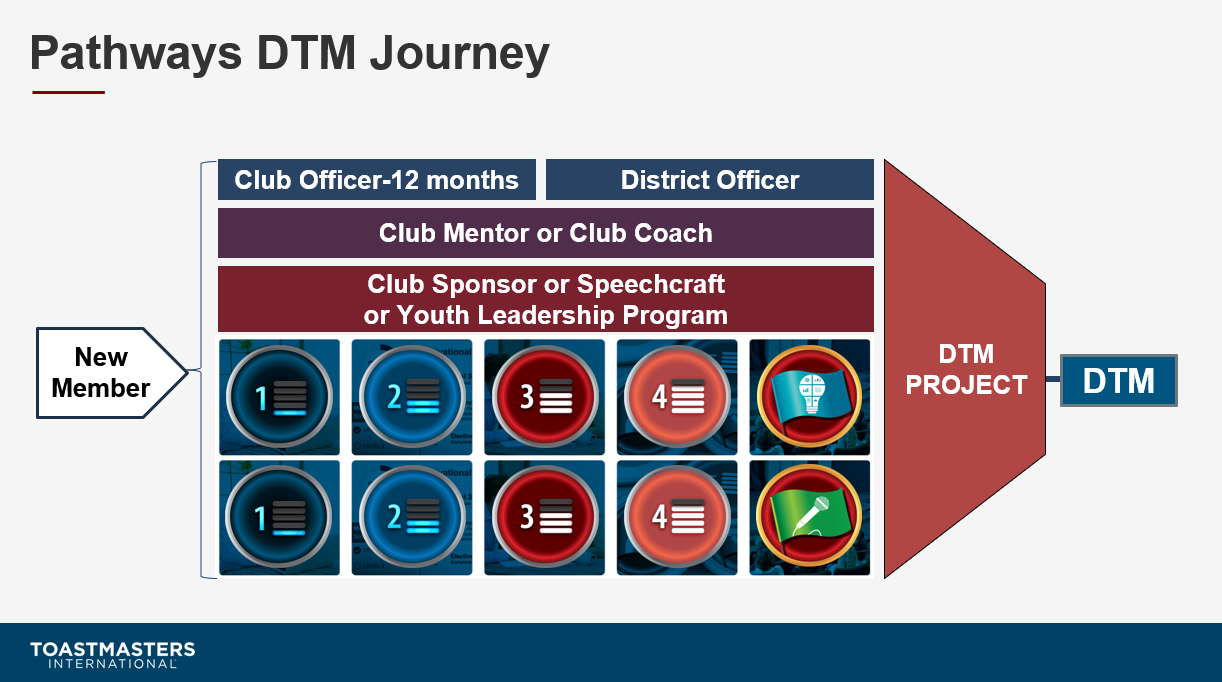 Pathways DTM Journey
Club Officer-12 months
District Officer
Club Mentor or Club Coach
Club Sponsor or Speechcraft
or Youth Leadership Program
New
Member
1
2
3
4
1
2
3
4
DTM
PROJECT
DTM
TOASTMASTERS
INTERNATIONAL